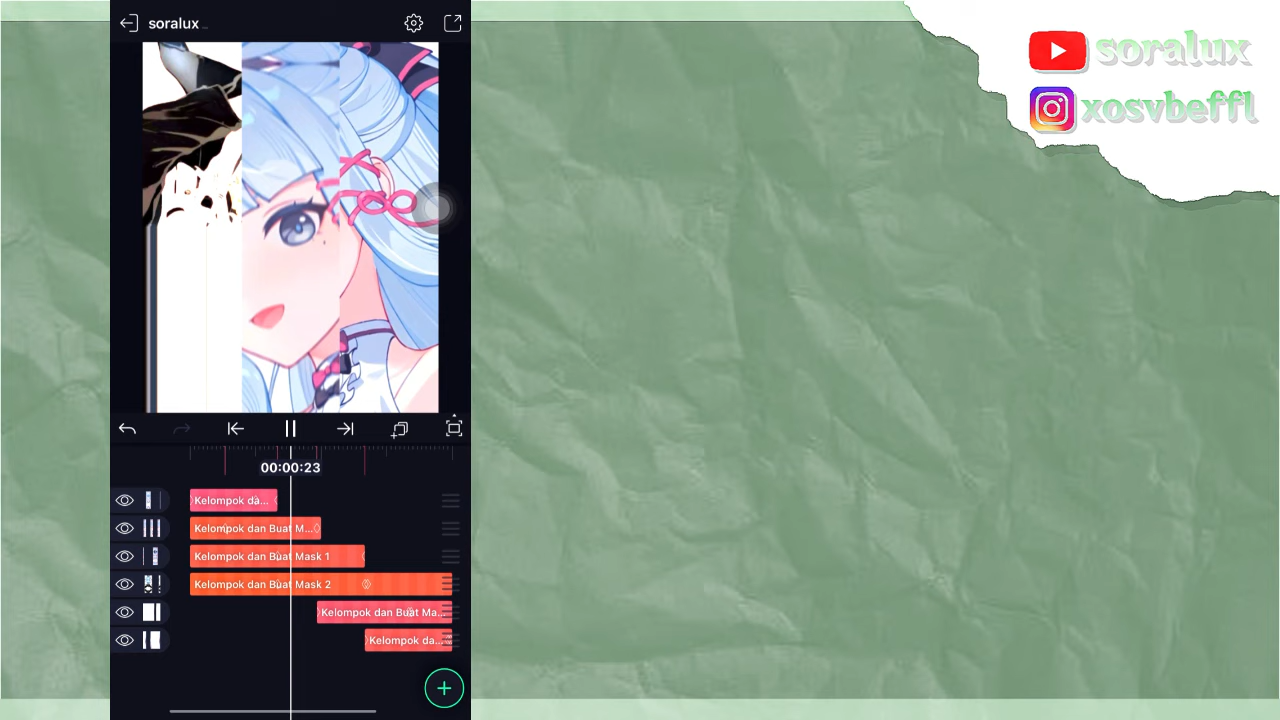 soralux ...
soralux
xosvbeffl
00:00:23
Kelompok da...
Kelompok dan Buat M...
Kelompok dan Buat Mask 1
Kelompok dan Buat Mask 2
Kelompok dan Buat Ma...
Kelompok da...